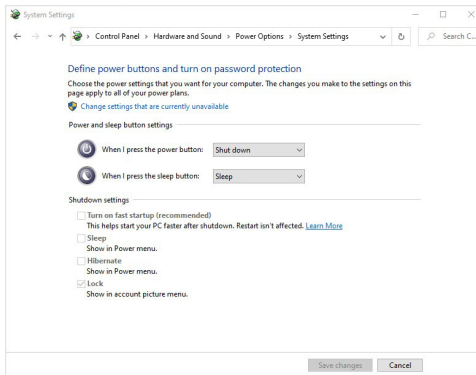 System Settings
Control Panel > Hardware and Sound > Power Options > System Settings
Search C...
Define power buttons and turn on password protection
Choose the power settings that you want for your computer. The changes you make to the settings on this
page apply to all of your power plans.
Change settings that are currently unavailable
Power and sleep button settings
When I press the power button: Shut down
When I press the sleep button: Sleep
Shutdown settings
Turn on fast startup (recommended)
This helps start your PC faster after shutdown. Restart isn't affected. Learn More
Sleep
Show in Power menu.
Hibernate
Show in Power menu.
Lock
Show in account picture menu.
Save changes Cancel